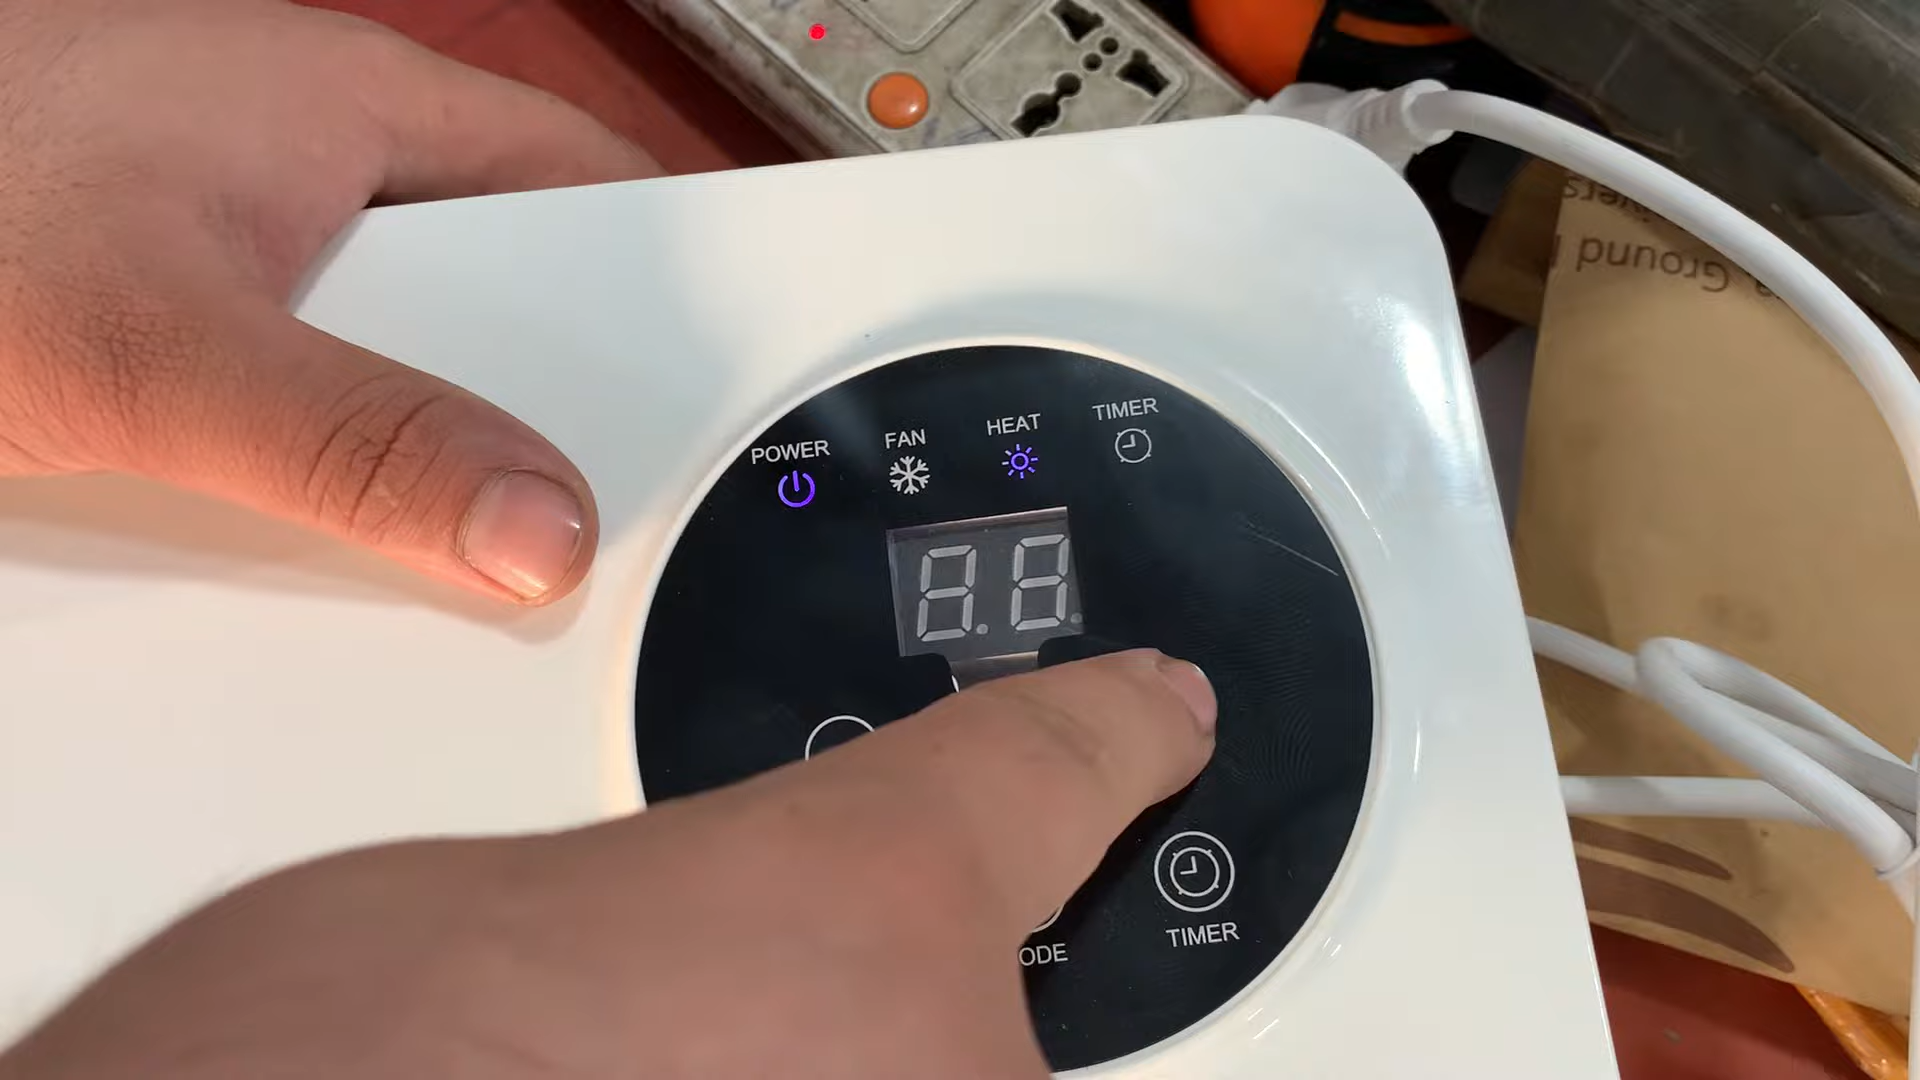 POWER
FAN
HEAT
TIMER
8.8.
ODE
TIMER
Ground